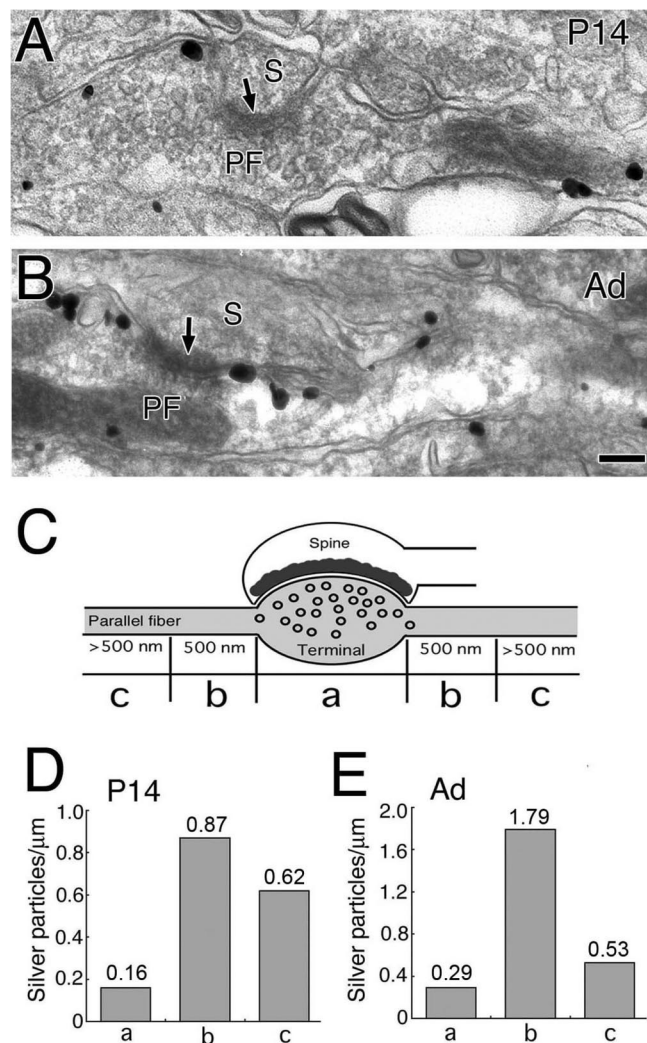 A
P14
S
PF
B
Ad
S
PF
C
Spine
Parallel fiber
Terminal
>500 nm 500 nm 500 nm >500 nm
c b a b c
D
P14
Silver particles/μm
1.0
0.8
0.6
0.4
0.2
0
0.16
0.87
0.62
a b c
E
Ad
Silver particles/μm
2.0
1.6
1.2
0.8
0.4
0
0.29
1.79
0.53
a b c